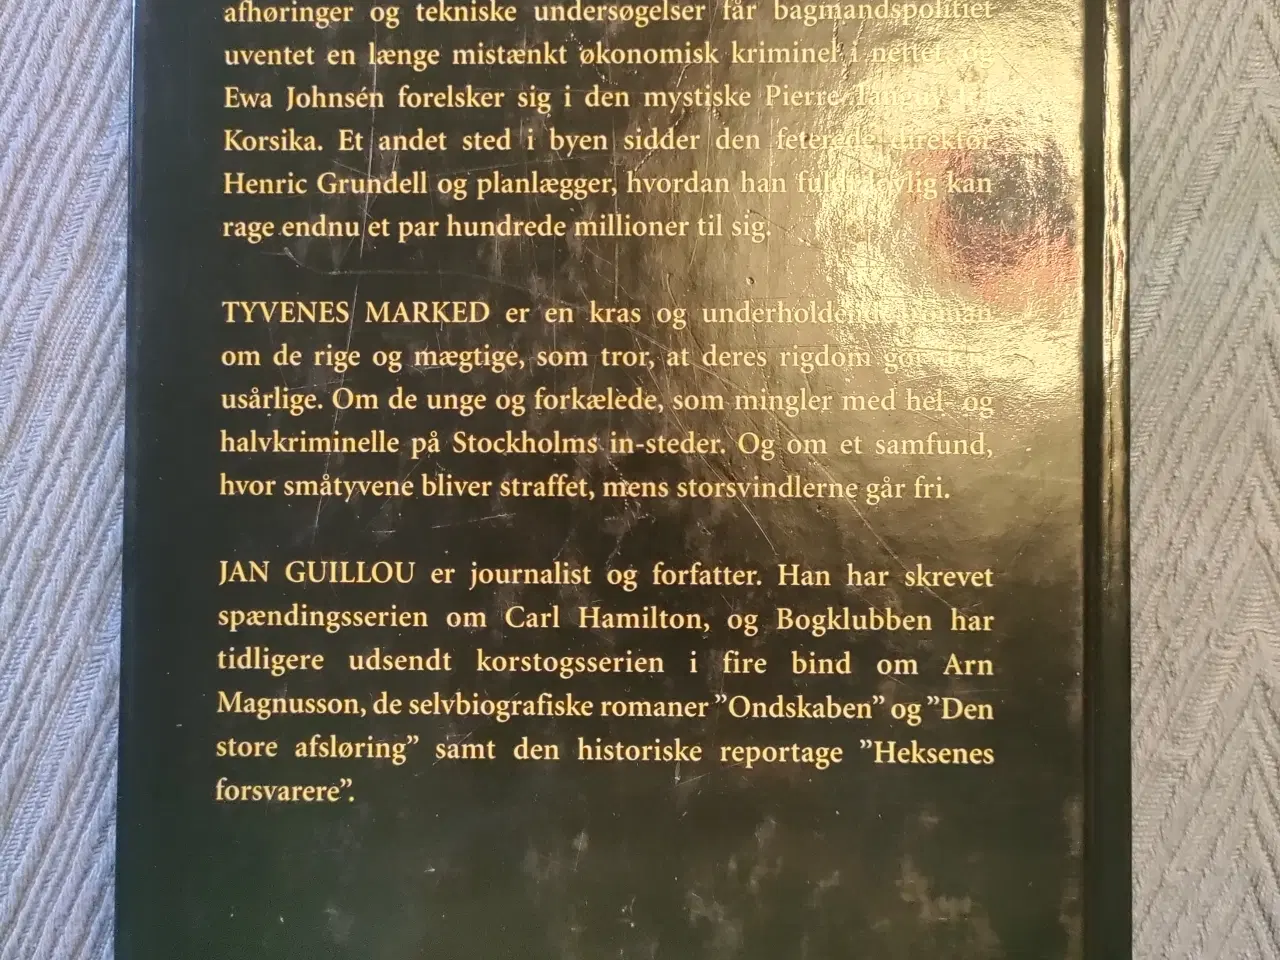 afhøringer og tekniske undersøgelser får bagmandspolitiet
uventet en længe mistænkt økonomisk kriminel i nettet, og
Ewa Johnsén forelsker sig i den mystiske Pierre
Korsika. Et andet sted i byen sidder den feterede direktør
Henric Grundell og planlægger, hvordan han fuldt lovlig kan
rage endnu et par hundrede millioner til sig.
TYVENES MARKED er en kras og underholdende roman
om de rige og mægtige, som tror, at deres rigdom gør
usårlige. Om de unge og forkælede, som mingler med hel- og
halvkriminelle på Stockholms in-steder. Og om et samfund,
hvor småtyvene bliver straffet, mens storsvindlerne går fri.
JAN GUILLOU er journalist og forfatter. Han har skrevet
spændingsserien om Carl Hamilton, og Bogklubben har
tidligere udsendt korstogsserien i fire bind om Arn
Magnusson, de selvbiografiske romaner ”Ondskaben” og ”Den
store afsløring” samt den historiske reportage ”Heksenes
forsvarere”.